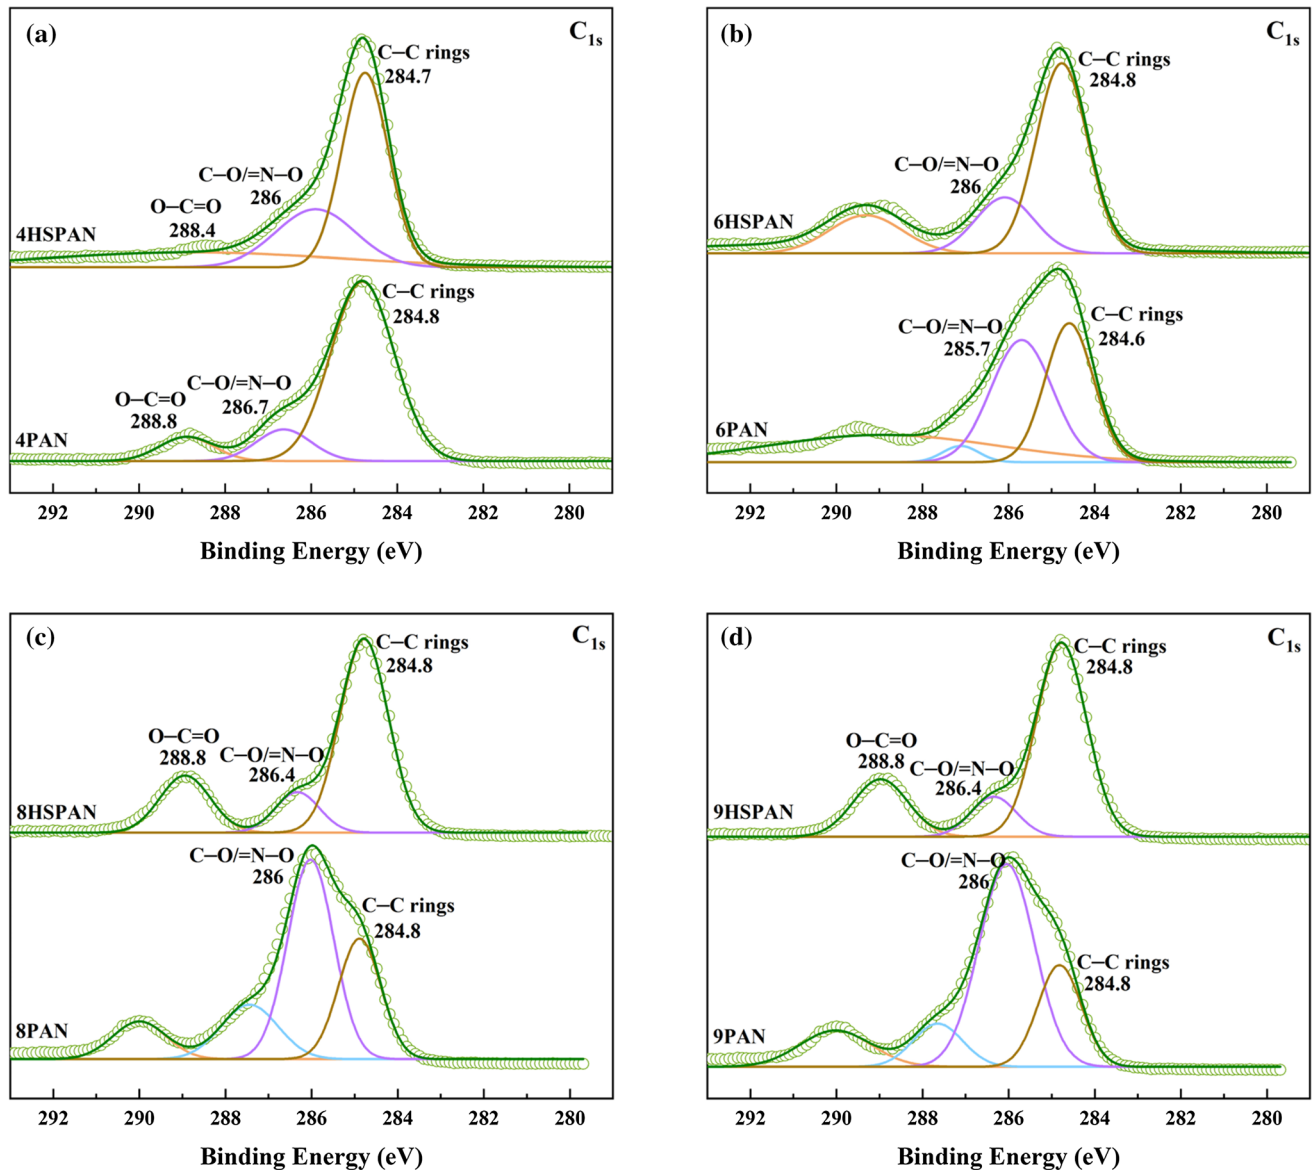 (a)
C1s
C─C rings
284.7
C─O/=N─O
286
O─C=O
288.4
4HSPAN
C─C rings
284.8
C─O/=N─O
286.7
O─C=O
288.8
4PAN
292 290 288 286 284 282 280
Binding Energy (eV)
(b)
C1s
C─C rings
284.8
C─O/=N─O
286
6HSPAN
C─C rings
284.6
C─O/=N─O
285.7
6PAN
292 290 288 286 284 282 280
Binding Energy (eV)
(c)
C1s
C─C rings
284.8
O─C=O
288.8
C─O/=N─O
286.4
8HSPAN
C─O/=N─O
286
C─C rings
284.8
8PAN
292 290 288 286 284 282 280
Binding Energy (eV)
(d)
C1s
C─C rings
284.8
O─C=O
288.8
C─O/=N─O
286.4
9HSPAN
C─O/=N─O
286
C─C rings
284.8
9PAN
292 290 288 286 284 282 280
Binding Energy (eV)